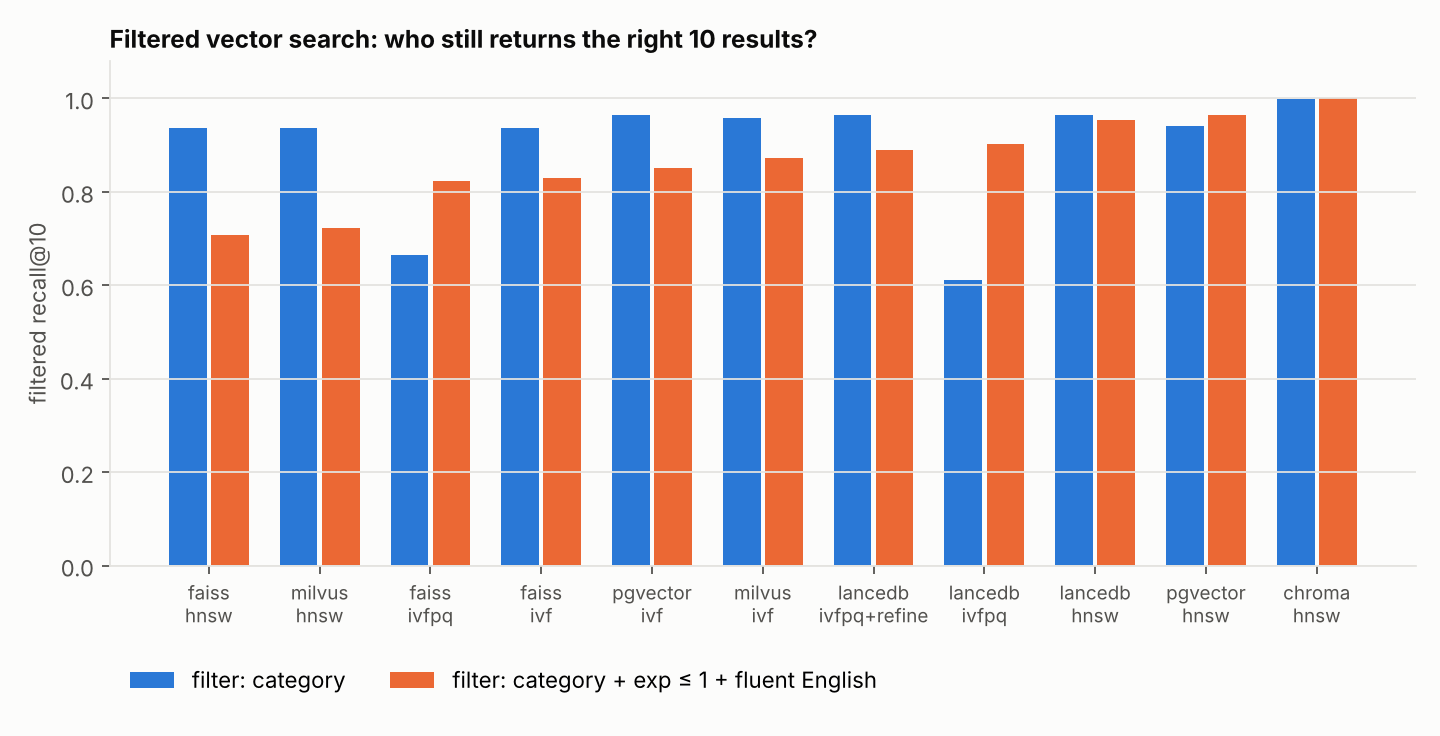 Filtered vector search: who still returns the right 10 results?
filtered recall@10
1.0
0.8
0.6
0.4
0.2
0.0
faiss hnsw
milvus hnsw
faiss ivfpq
faiss ivf
pgvector ivf
milvus ivf
lancedb ivfpq+refine
lancedb ivfpq
lancedb hnsw
pgvector hnsw
chroma hnsw
filter: category
filter: category + exp ≤ 1 + fluent English